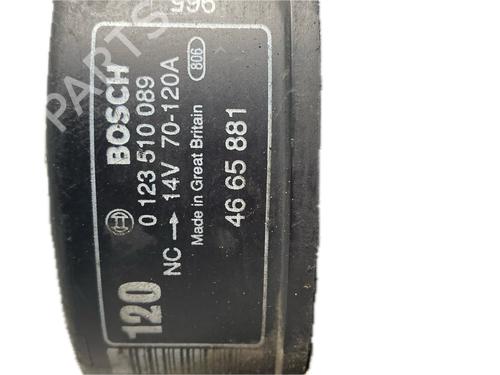 BOSCH
0 123 510 089
NC → 14V 70-120A
Made in Great Britain
806
46 65 881
120
996
PARTS